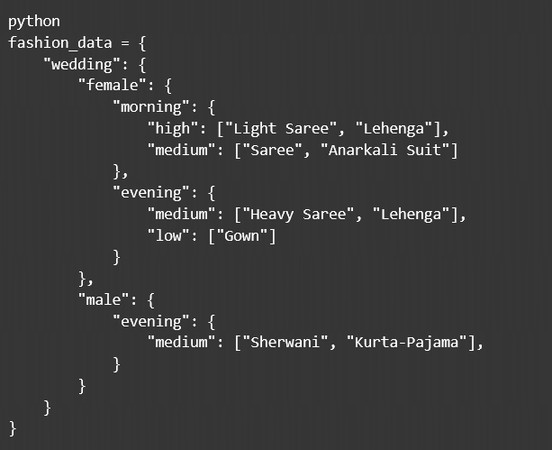 python
fashion_data = {
    "wedding": {
        "female": {
            "morning": {
                "high": ["Light Saree", "Lehenga"],
                "medium": ["Saree", "Anarkali Suit"]
            },
            "evening": {
                "medium": ["Heavy Saree", "Lehenga"],
                "low": ["Gown"]
            }
        },
        "male": {
            "evening": {
                "medium": ["Sherwani", "Kurta-Pajama"],
            }
        }
    }
}